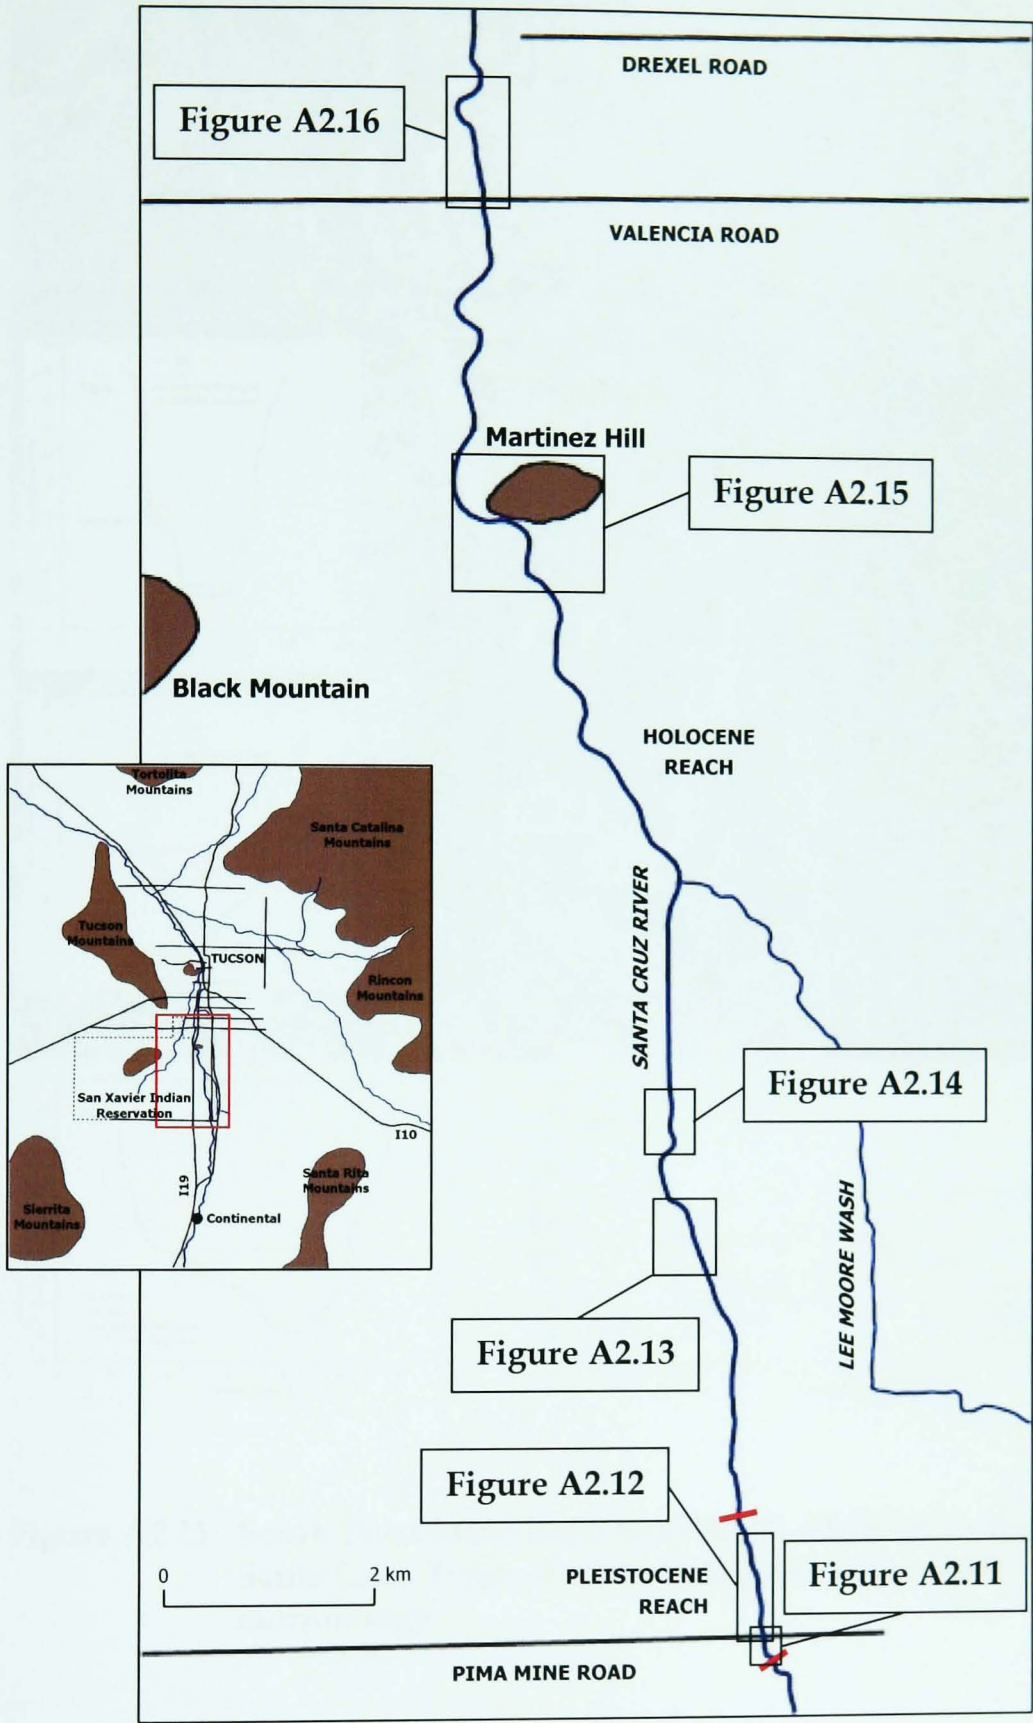 DREXEL ROAD
Figure A2.16
VALENCIA ROAD
Martinez Hill
Figure A2.15
Black Mountain
HOLOCENE
REACH
Tortolita
Mountains
Santa Catalina
Mountains
Tucson
Mountains
TUCSON
Rincon
Mountains
San Xavier Indian
Reservation
I10
I19
Santa Rita
Mountains
Sierrita
Mountains
Continental
SANTA CRUZ RIVER
Figure A2.14
LEE MOORE WASH
Figure A2.13
Figure A2.12
0 2 km
PLEISTOCENE
REACH
Figure A2.11
PIMA MINE ROAD